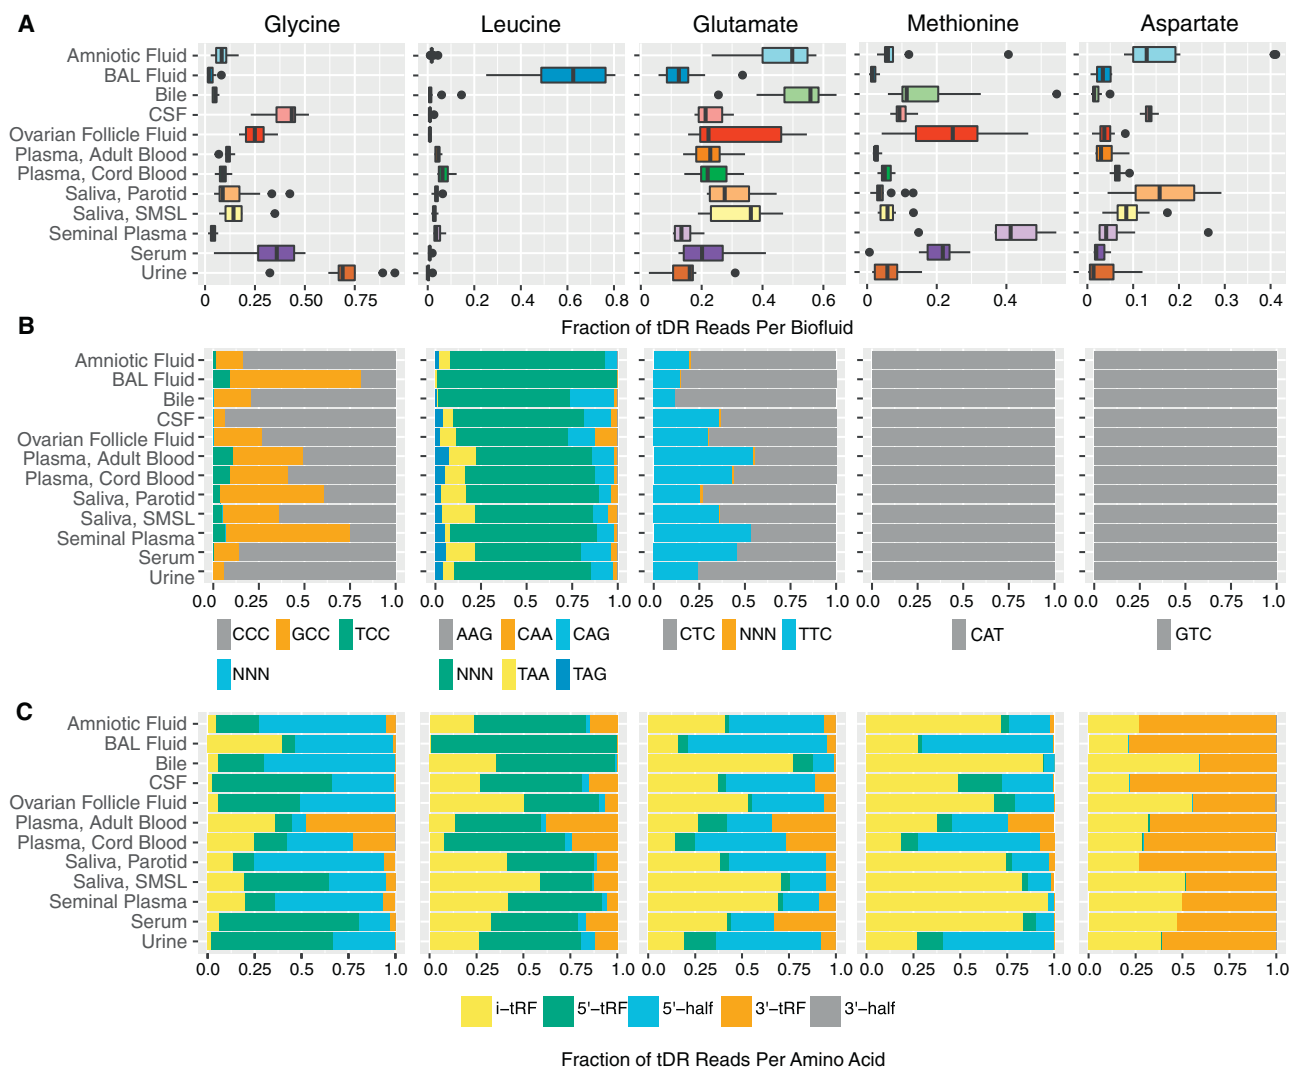 A
Glycine Leucine Glutamate Methionine Aspartate
Amniotic Fluid
BAL Fluid
Bile
CSF
Ovarian Follicle Fluid
Plasma, Adult Blood
Plasma, Cord Blood
Saliva, Parotid
Saliva, SMSL
Seminal Plasma
Serum
Urine
0 0.25 0.50 0.75 0 0.2 0.4 0.6 0.8 0.2 0.4 0.6 0 0.2 0.4 0 0.1 0.2 0.3 0.4
Fraction of tDR Reads Per Biofluid
B
Amniotic Fluid
BAL Fluid
Bile
CSF
Ovarian Follicle Fluid
Plasma, Adult Blood
Plasma, Cord Blood
Saliva, Parotid
Saliva, SMSL
Seminal Plasma
Serum
Urine
0.0 0.25 0.5 0.75 1.0 0.0 0.25 0.5 0.75 1.0 0.0 0.25 0.5 0.75 1.0 0.0 0.25 0.5 0.75 1.0 0.0 0.25 0.5 0.75 1.0
CCC GCC TCC AAG CAA CAG CTC NNN TTC CAT GTC
NNN NNN TAA TAG
C
Amniotic Fluid
BAL Fluid
Bile
CSF
Ovarian Follicle Fluid
Plasma, Adult Blood
Plasma, Cord Blood
Saliva, Parotid
Saliva, SMSL
Seminal Plasma
Serum
Urine
0.0 0.25 0.5 0.75 1.0 0.0 0.25 0.5 0.75 1.0 0.0 0.25 0.5 0.75 1.0 0.0 0.25 0.5 0.75 1.0 0.0 0.25 0.5 0.75 1.0
i−tRF 5'−tRF 5'−half 3'−tRF 3'−half
Fraction of tDR Reads Per Amino Acid